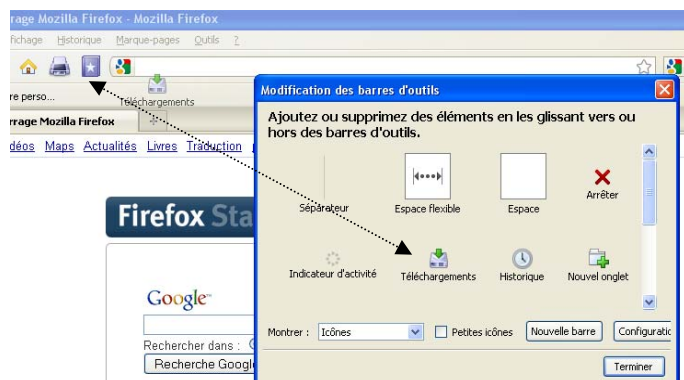 rage Mozilla Firefox - Mozilla Firefox
fichage Historique Marque-pages Outils ?
re perso...
Téléchargements
rrage Mozilla Firefox
déos Maps Actualités Livres Traduction
Firefox Sta
Google
Rechercher dans :
Recherche Googl
Modification des barres d'outils
Ajoutez ou supprimez des éléments en les glissant vers ou
hors des barres d'outils.
Séparateur Espace flexible Espace Arrêter
Indicateur d'activité Téléchargements Historique Nouvel onglet
Montrer : Icônes Petites icônes Nouvelle barre Configuratic
Terminer